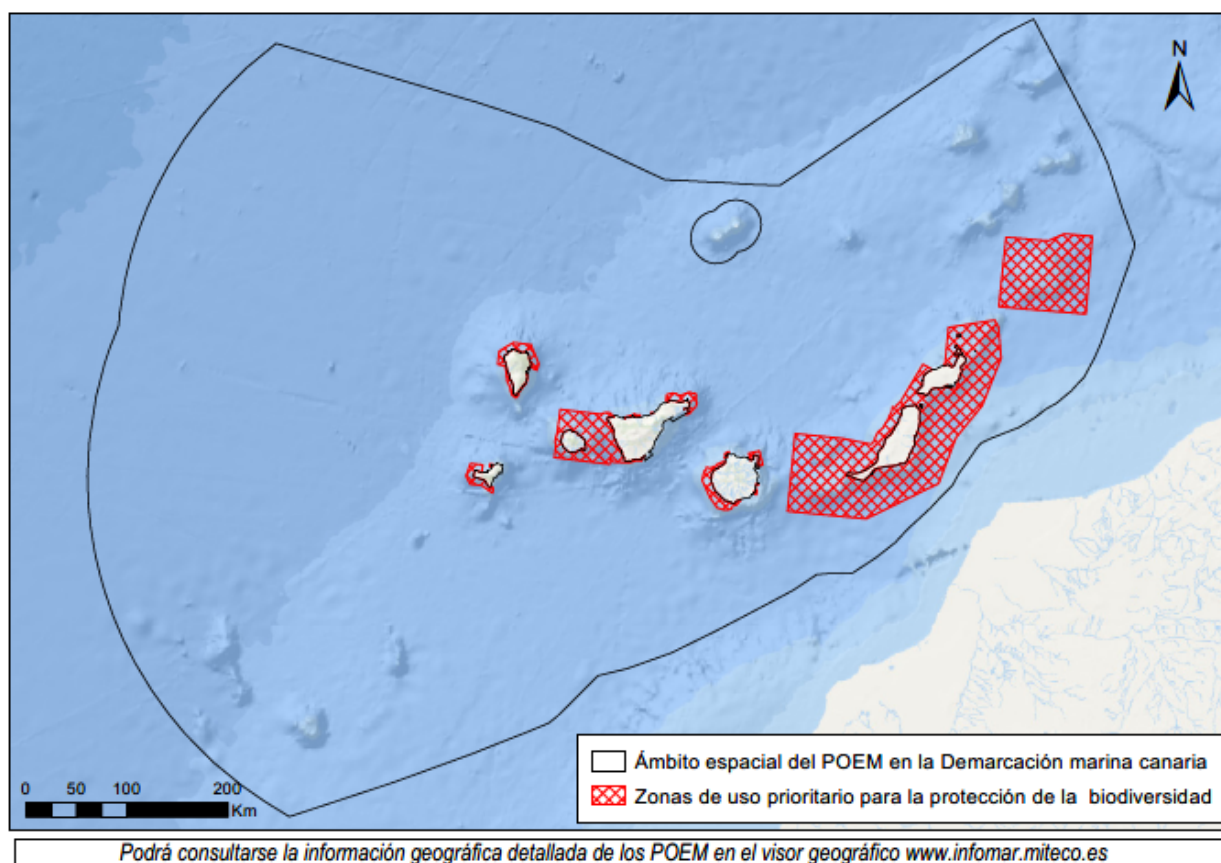 N
Ámbito espacial del POEM en la Demarcación marina canaria
Zonas de uso prioritario para la protección de la biodiversidad
0 50 100 200
Km
Podrá consultarse la información geográfica detallada de los POEM en el visor geográfico www.infomar.miteco.es